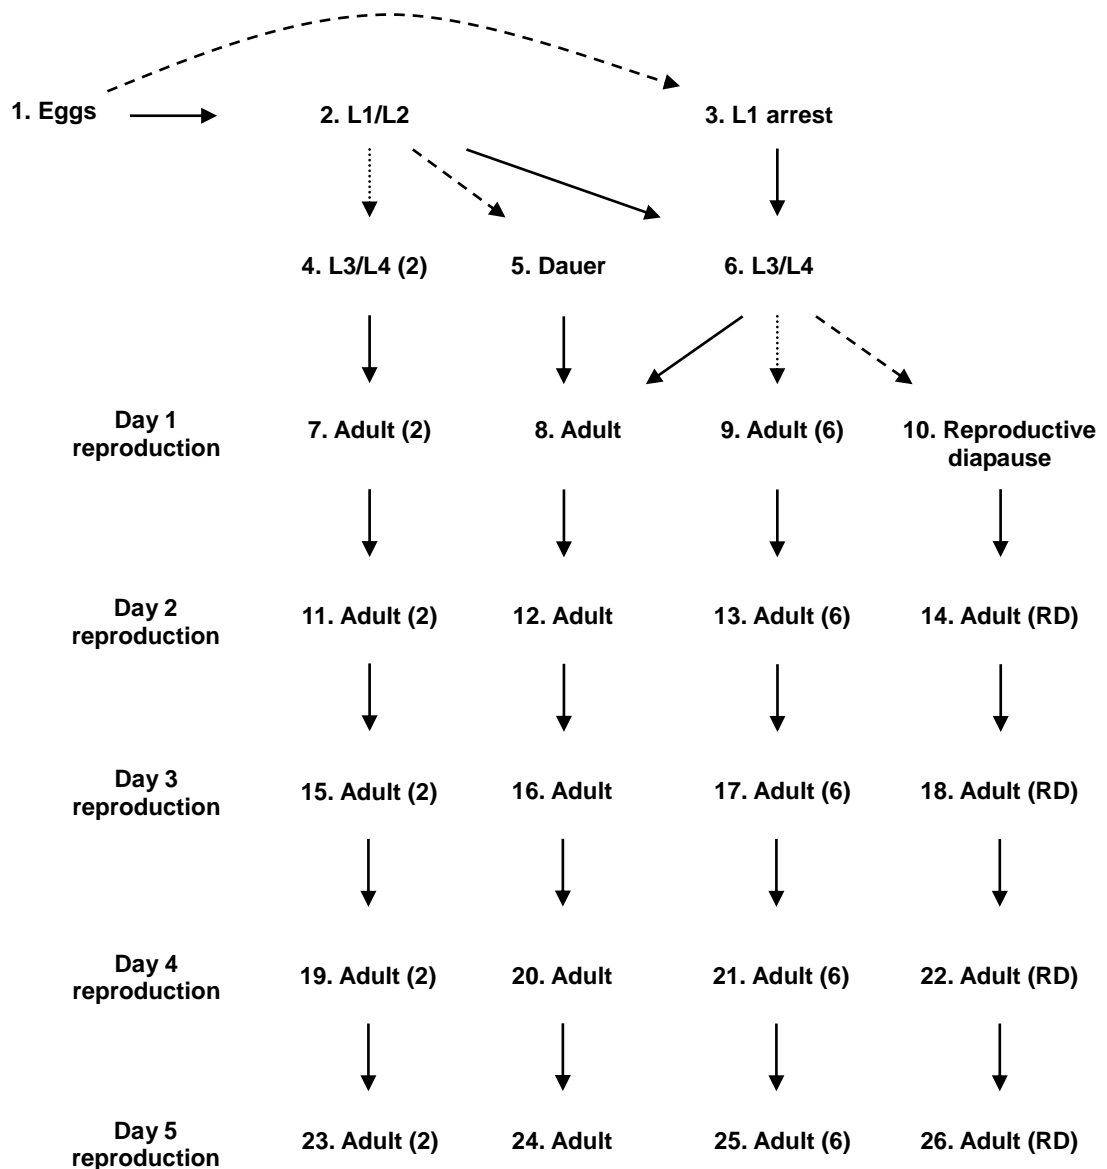 1. Eggs
2. L1/L2
3. L1 arrest
4. L3/L4 (2)
5. Dauer
6. L3/L4
Day 1
reproduction
7. Adult (2)
8. Adult
9. Adult (6)
10. Reproductive
diapause
Day 2
reproduction
11. Adult (2)
12. Adult
13. Adult (6)
14. Adult (RD)
Day 3
reproduction
15. Adult (2)
16. Adult
17. Adult (6)
18. Adult (RD)
Day 4
reproduction
19. Adult (2)
20. Adult
21. Adult (6)
22. Adult (RD)
Day 5
reproduction
23. Adult (2)
24. Adult
25. Adult (6)
26. Adult (RD)